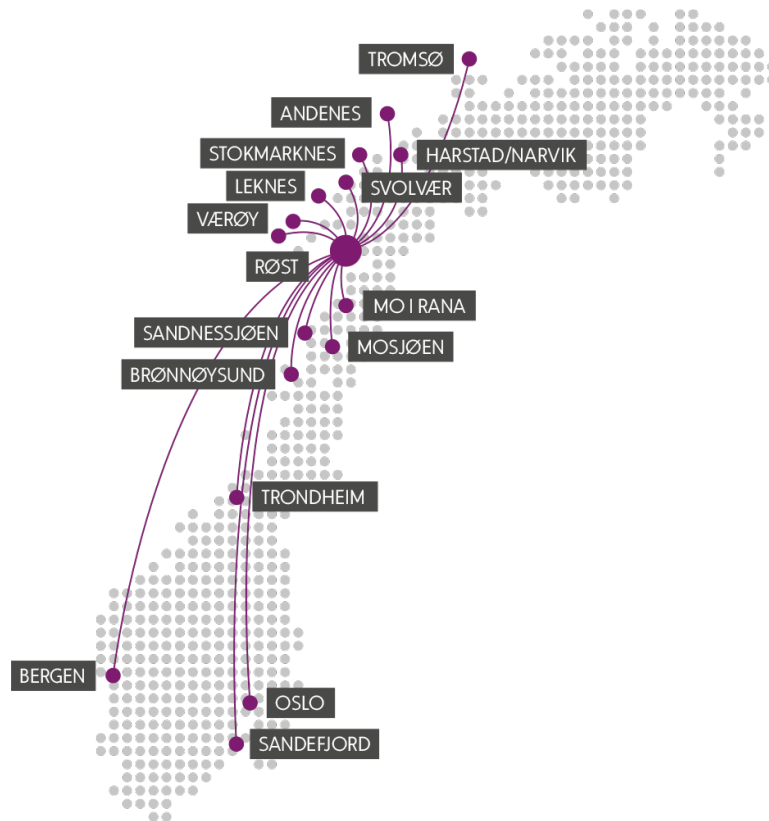 TROMSØ
ANDENES
STOKMARKNES
HARSTAD/NARVIK
LEKNES
SVOLVÆR
VÆRØY
RØST
MO I RANA
SANDNESSJØEN
MOSJØEN
BRØNNØYSUND
TRONDHEIM
BERGEN
OSLO
SANDEFJORD